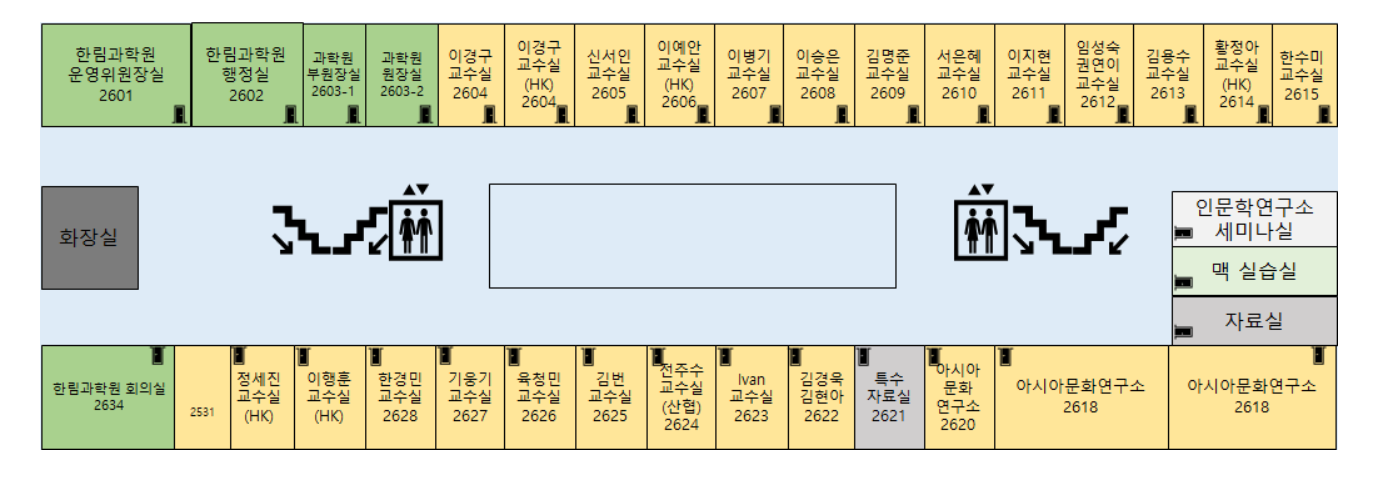 한림과학원
운영위원장실
2601
한림과학원
행정실
2602
과학원
부원장실
2603-1
과학원
원장실
2603-2
이경구
교수실
2604
이경구
교수실
(HK)
2604
신서인
교수실
2605
이예안
교수실
(HK)
2606
이병기
교수실
2607
이승은
교수실
2608
김명준
교수실
2609
서은혜
교수실
2610
이지현
교수실
2611
임성숙
권연이
교수실
2612
김용수
교수실
2613
황정아
교수실
(HK)
2614
한수미
교수실
2615
화장실
인문학연구소
세미나실
맥 실습실
자료실
한림과학원 회의실
2634
2531
정세진
교수실
(HK)
이행훈
교수실
(HK)
한경민
교수실
2628
기웅기
교수실
2627
육청민
교수실
2626
김번
교수실
2625
전주수
교수실
(산협)
2624
Ivan
교수실
2623
김경욱
김현아
2622
특수
자료실
2621
아시아
문화
연구소
2620
아시아문화연구소
2618
아시아문화연구소
2618